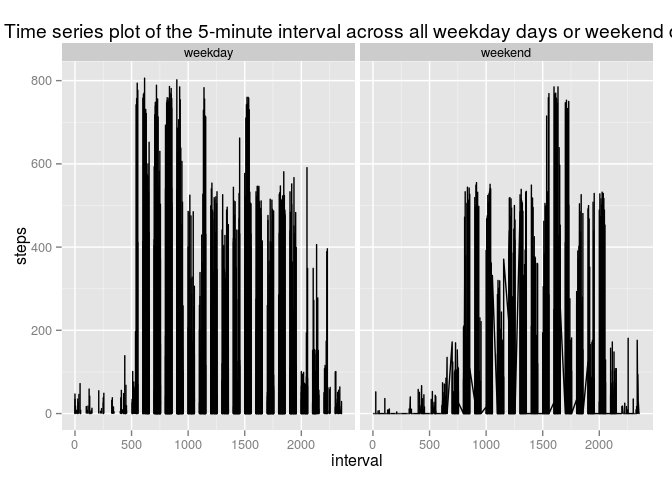 Time series plot of the 5-minute interval across all weekday days or weekend
weekday
weekend
800
600
400
200
0
steps
0 500 1000 1500 2000
0 500 1000 1500 2000
interval